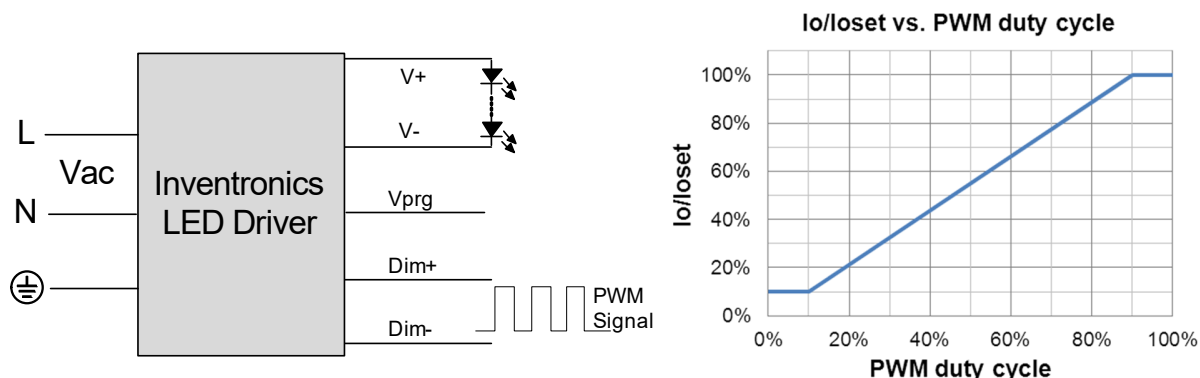 L
Vac
N
Inventronics
LED Driver
V+
V-
Vprg
Dim+
Dim-
PWM
Signal
Io/Ioset vs. PWM duty cycle
Io/Ioset
100%
80%
60%
40%
20%
0%
0% 20% 40% 60% 80% 100%
PWM duty cycle